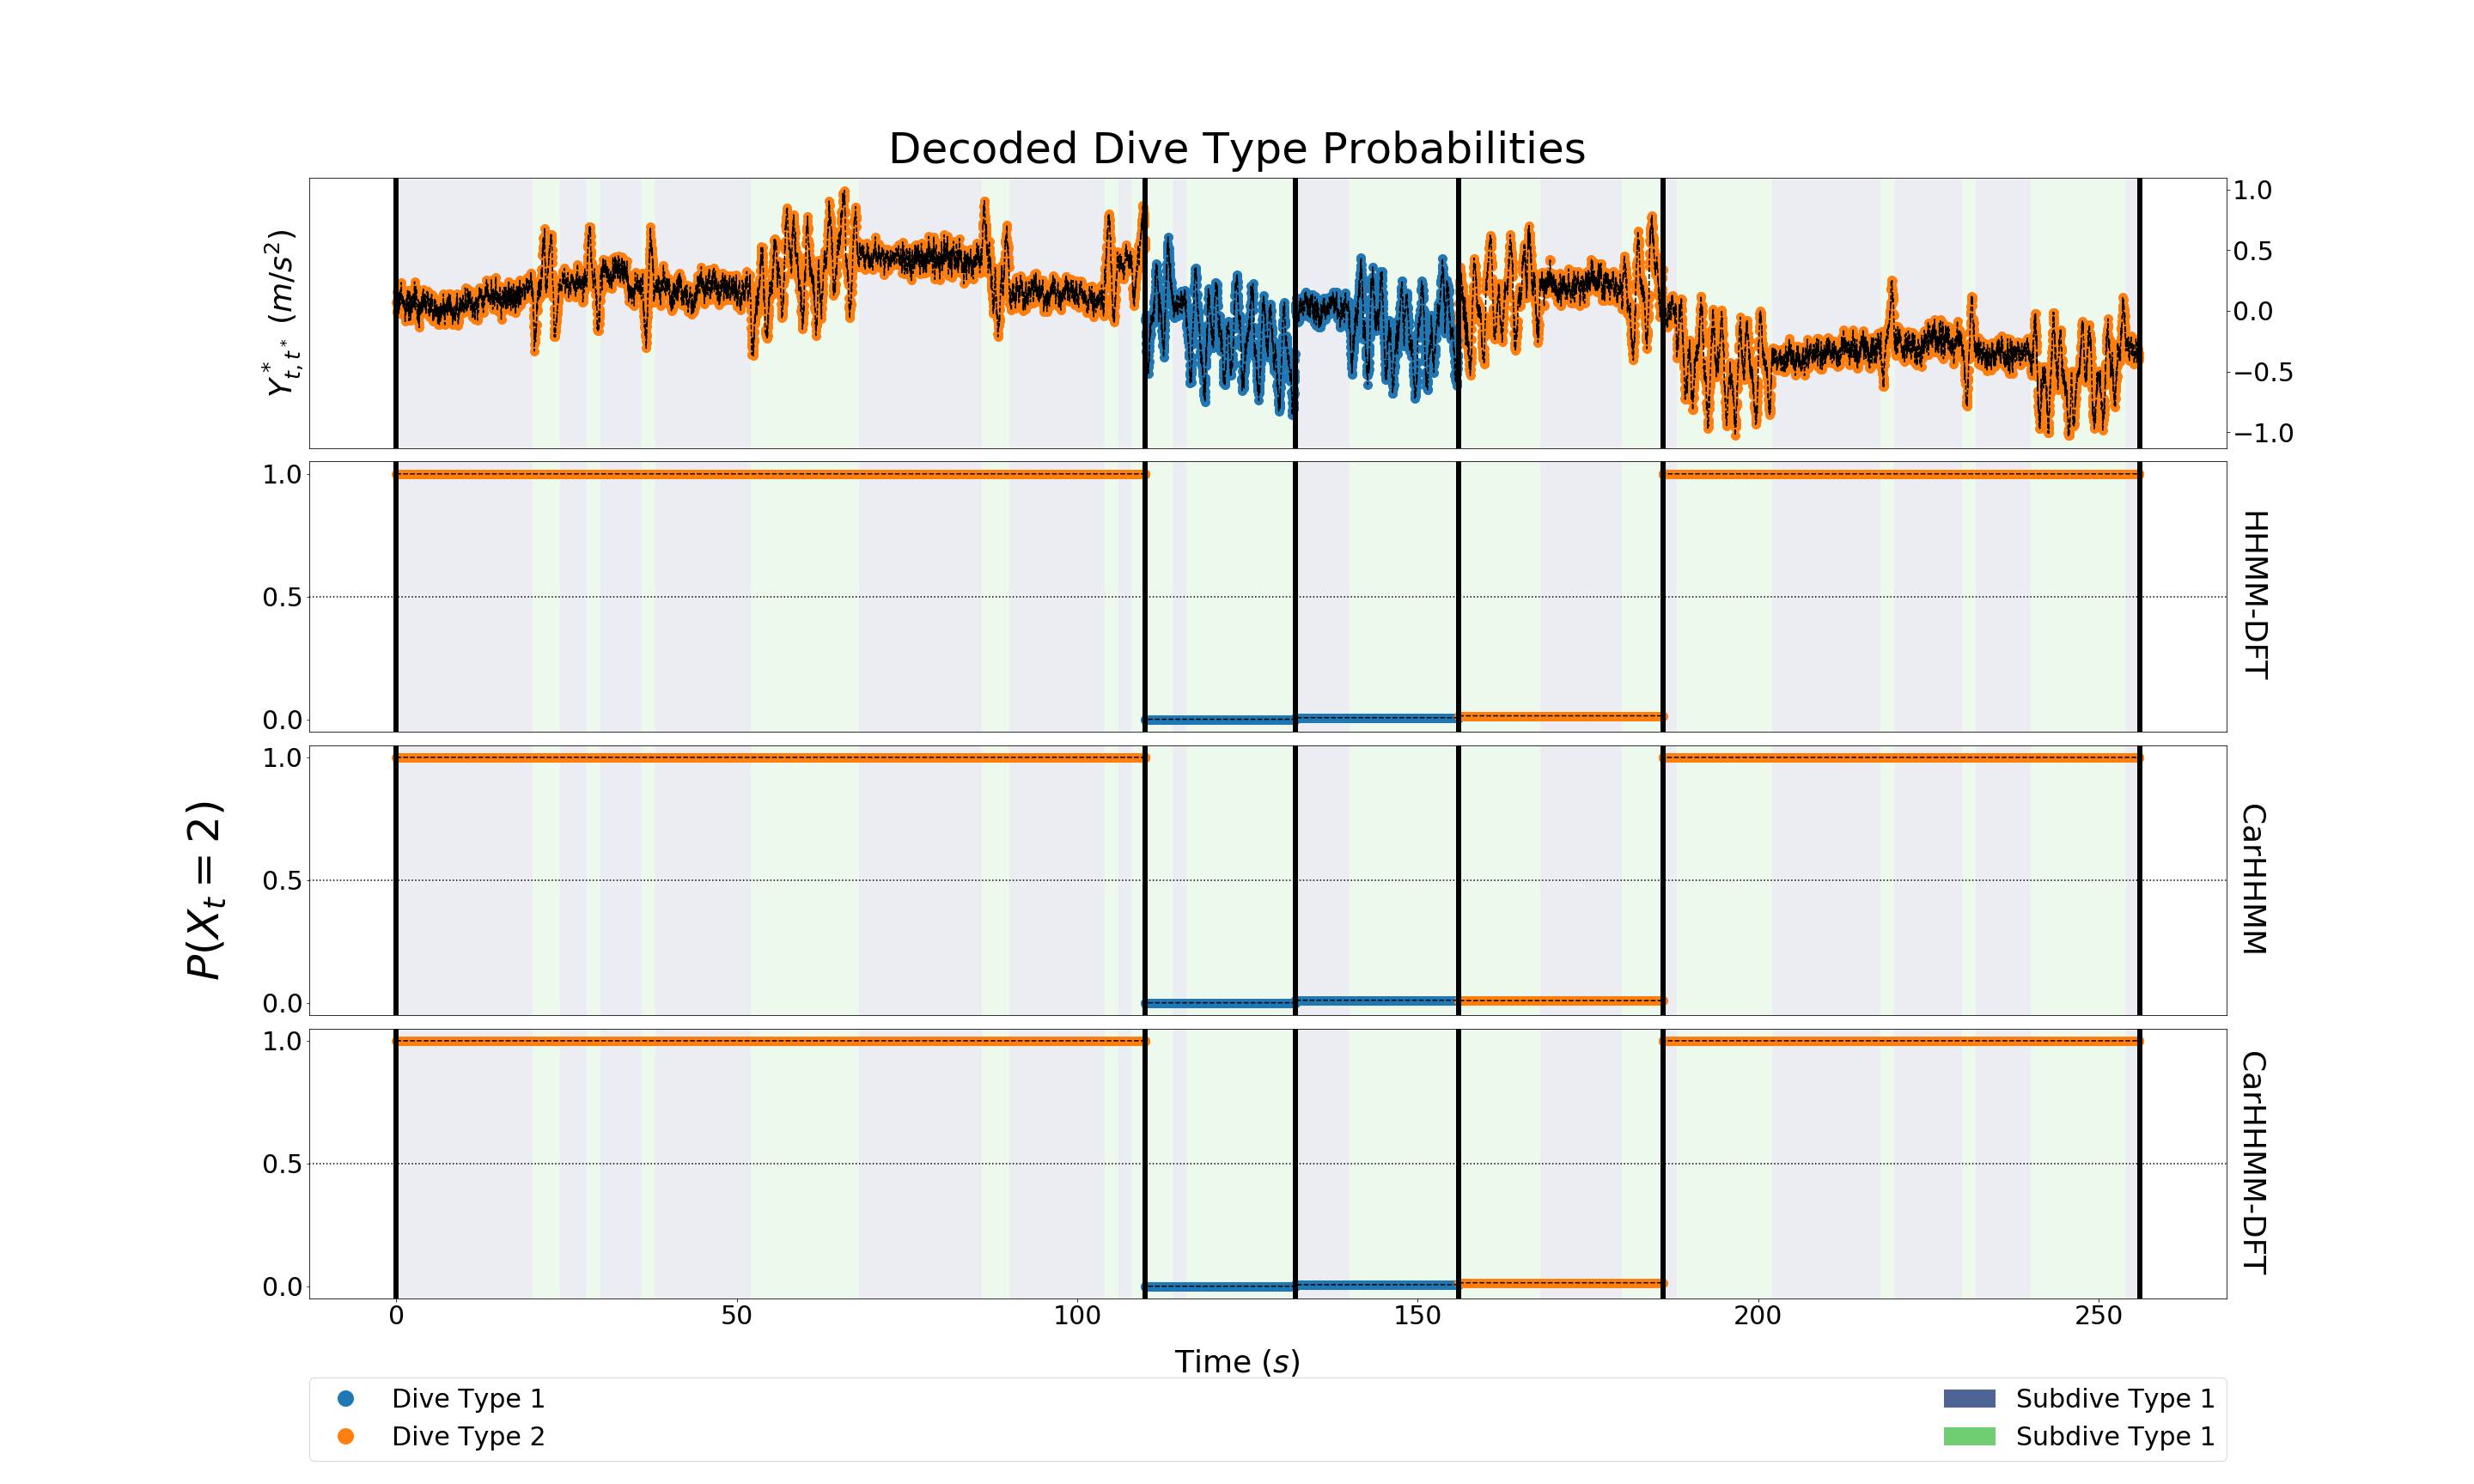 Decoded Dive Type Probabilities
Y*t,t* (m/s²)
1.0
0.5
0.0
−0.5
−1.0
1.0
0.5
0.0
HHMM-DFT
P(Xt = 2)
1.0
0.5
0.0
CarHHMM
1.0
0.5
0.0
CarHHMM-DFT
0 50 100 150 200 250
Time (s)
Dive Type 1
Dive Type 2
Subdive Type 1
Subdive Type 1